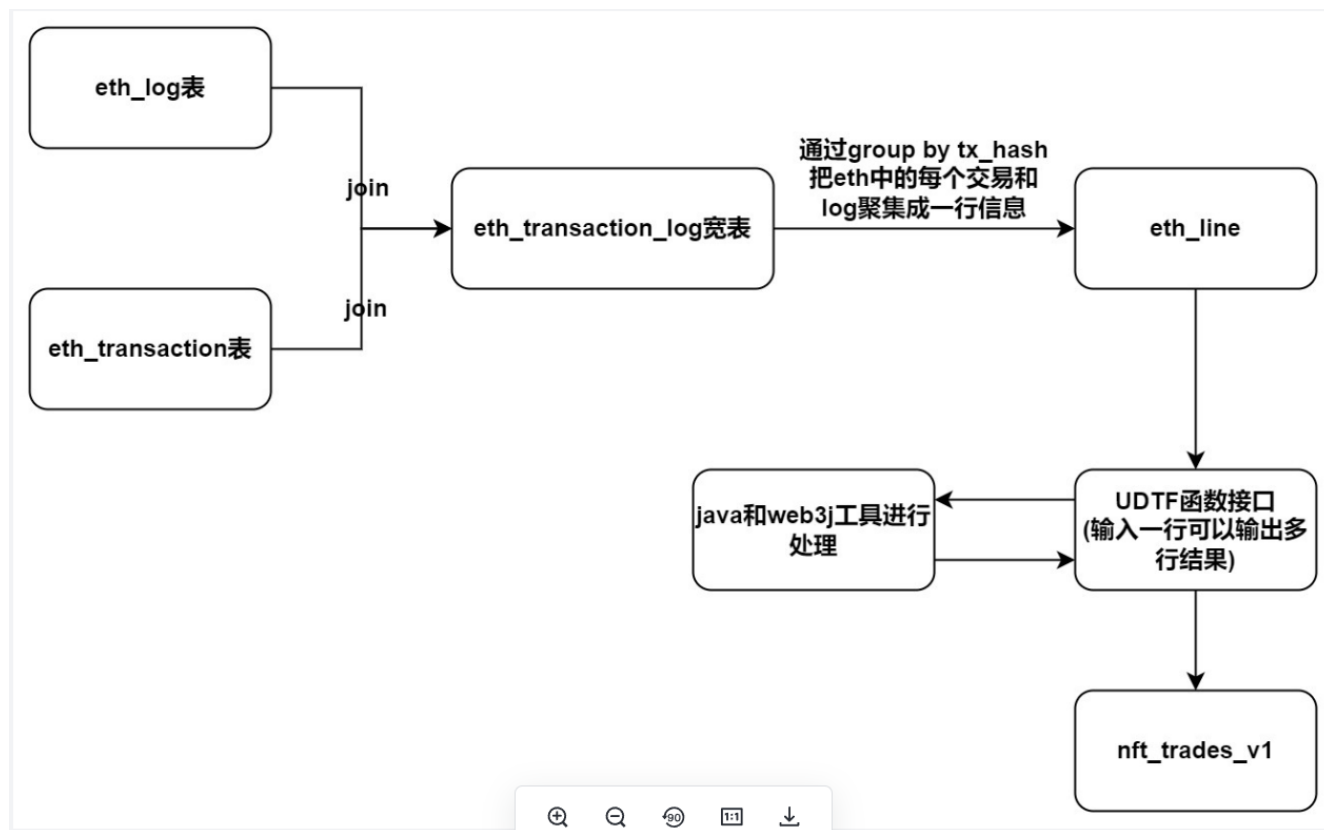 eth_log表
join
eth_transaction_log宽表
通过group by tx_hash
把eth中的每个交易和
log聚集成一行信息
eth_line
join
eth_transaction表
java和web3j工具进行
处理
UDTF函数接口
(输入一行可以输出多
行结果)
nft_trades_v1
90
1:1